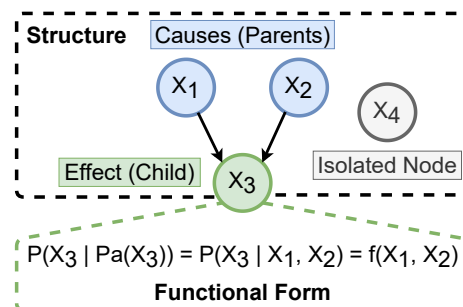 Structure
Causes (Parents)
X₁
X₂
X₄
Effect (Child)
X₃
Isolated Node
P(X₃ | Pa(X₃)) = P(X₃ | X₁, X₂) = f(X₁, X₂)
Functional Form